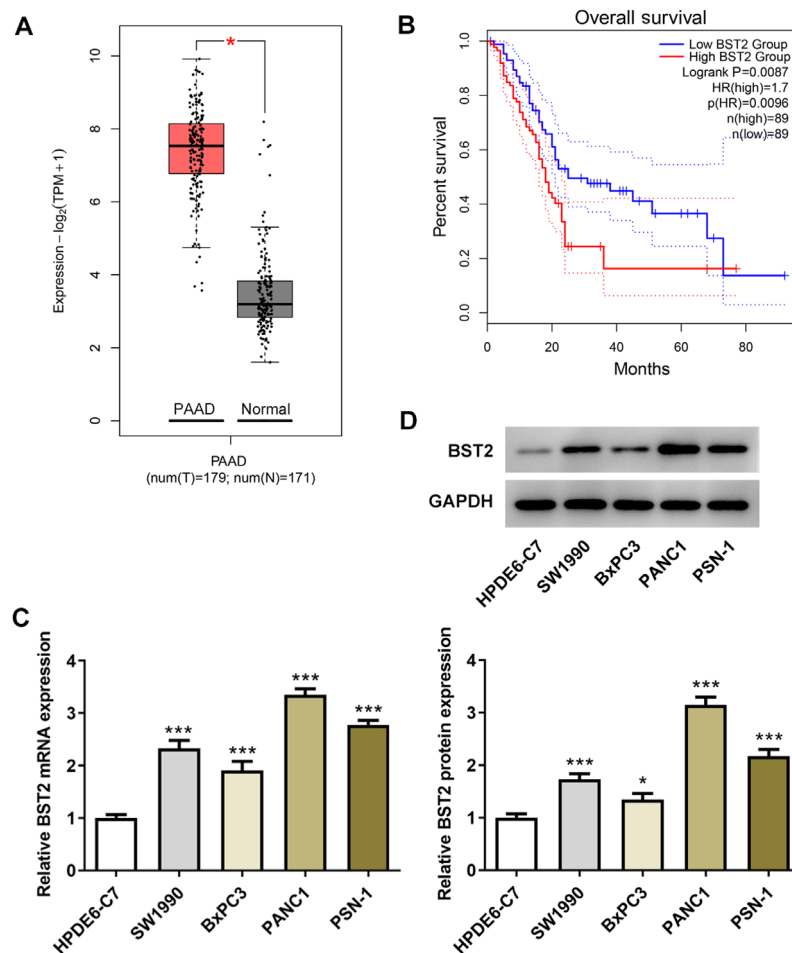 A
Expression – log2(TPM + 1)
10
8
6
4
2
0
*
PAAD
Normal
PAAD
(num(T)=179; num(N)=171)
B
Overall survival
Low BST2 Group
High BST2 Group
Logrank P=0.0087
HR(high)=1.7
p(HR)=0.0096
n(high)=89
n(low)=89
Percent survival
1.0
0.8
0.6
0.4
0.2
0.0
0
20
40
60
80
Months
D
BST2
GAPDH
HPDE6-C7
SW1990
BxPC3
PANC1
PSN-1
C
Relative BST2 mRNA expression
4
3
2
1
0
***
***
***
***
HPDE6-C7
SW1990
BxPC3
PANC1
PSN-1
Relative BST2 protein expression
4
3
2
1
0
***
*
***
***
HPDE6-C7
SW1990
BxPC3
PANC1
PSN-1